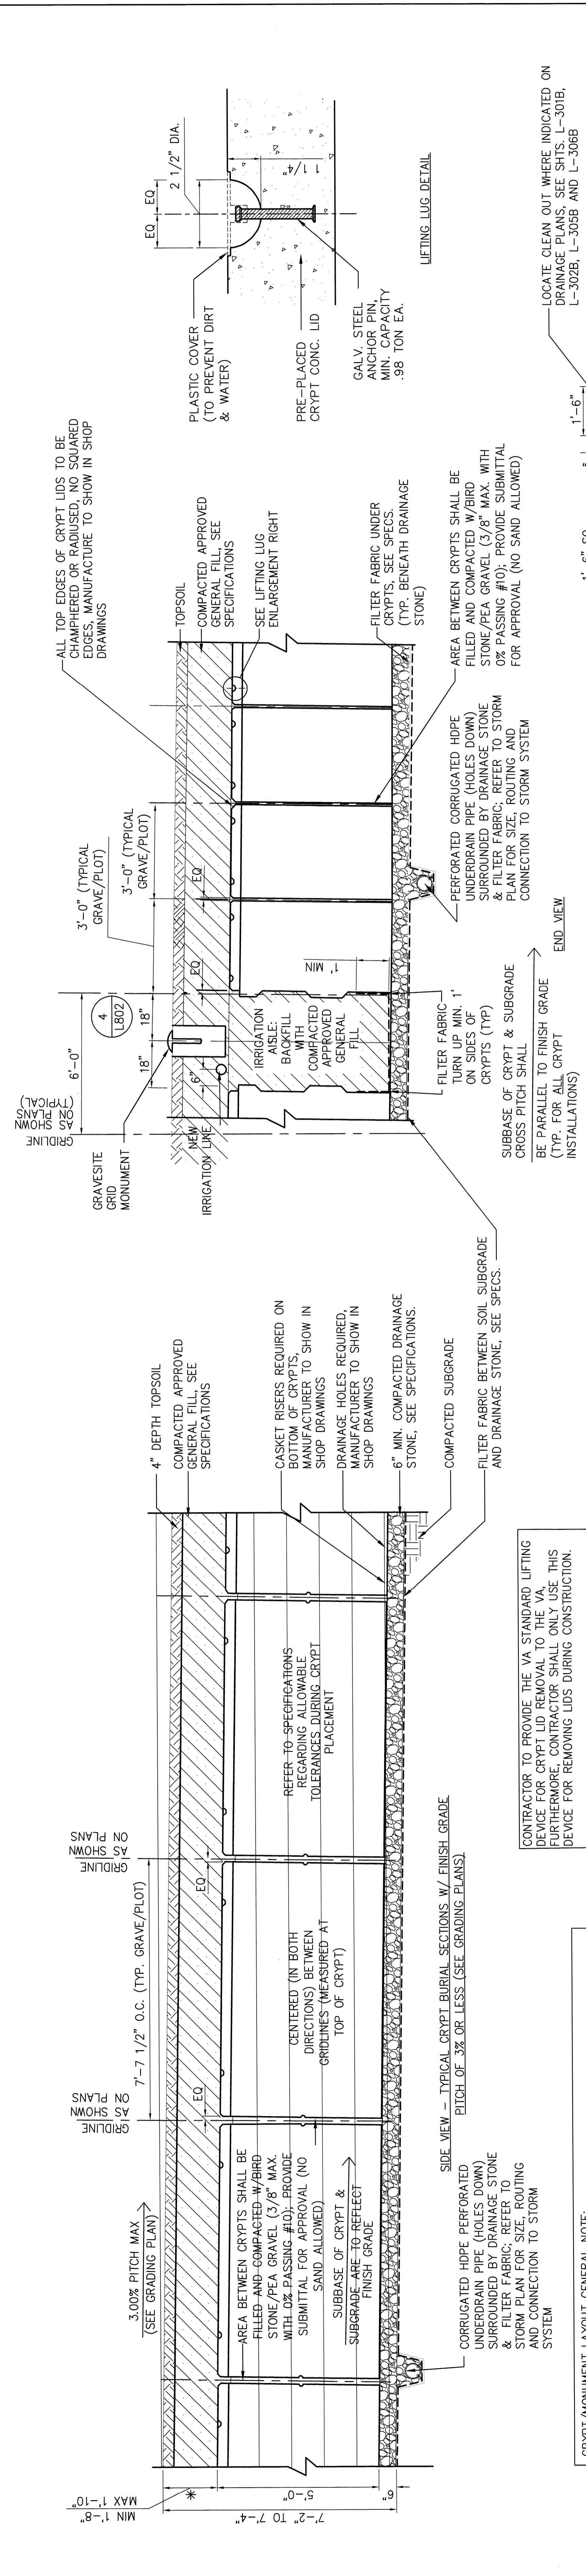 MIN 1'-8"
MAX 1'-10"
*
5'-0"
6"
7'-2" TO 7'-4"
3.00% PITCH MAX
(SEE GRADING PLAN)
AREA BETWEEN CRYPTS SHALL BE
FILLED AND COMPACTED W/BIRD
STONE/PEA GRAVEL (3/8" MAX.
WITH 0% PASSING #10); PROVIDE
SUBMITTAL FOR APPROVAL (NO
SAND ALLOWED)
SUBBASE OF CRYPT &
SUBGRADE ARE TO REFLECT
FINISH GRADE
GRIDLINE
AS SHOWN
ON PLANS
EQ
7'-7 1/2" O.C. (TYP. GRAVE/PLOT)
GRIDLINE
AS SHOWN
ON PLANS
EQ
CENTERED (IN BOTH
DIRECTIONS) BETWEEN
GRIDLINES (MEASURED AT
TOP OF CRYPT)
REFER TO SPECIFICATIONS
REGARDING ALLOWABLE
TOLERANCES DURING CRYPT
PLACEMENT
4" DEPTH TOPSOIL
COMPACTED APPROVED
GENERAL FILL, SEE
SPECIFICATIONS
CASKET RISERS REQUIRED ON
BOTTOM OF CRYPTS,
MANUFACTURER TO SHOW IN
SHOP DRAWINGS
DRAINAGE HOLES REQUIRED,
MANUFACTURER TO SHOW IN
SHOP DRAWINGS
6" MIN. COMPACTED DRAINAGE
STONE, SEE SPECIFICATIONS.
COMPACTED SUBGRADE
FILTER FABRIC BETWEEN SOIL SUBGRADE
AND DRAINAGE STONE, SEE SPECS.
CORRUGATED HDPE PERFORATED
UNDERDRAIN PIPE (HOLES DOWN)
SURROUNDED BY DRAINAGE STONE
& FILTER FABRIC; REFER TO
STORM PLAN FOR SIZE, ROUTING
AND CONNECTION TO STORM
SYSTEM
SIDE VIEW - TYPICAL CRYPT BURIAL SECTIONS W/ FINISH GRADE
PITCH OF 3% OR LESS (SEE GRADING PLANS)
CONTRACTOR TO PROVIDE THE VA STANDARD LIFTING
DEVICE FOR CRYPT LID REMOVAL TO THE VA,
FURTHERMORE, CONTRACTOR SHALL ONLY USE THIS
DEVICE FOR REMOVING LIDS DURING CONSTRUCTION.
CRYPT/MONUMENT LAYOUT GENERAL NOTE:
GRIDLINE
AS SHOWN
ON PLANS
(TYPICAL)
GRAVESITE
GRID
MONUMENT
6'-0"
4
L802
18"
18"
6"
NEW
IRRIGATION LINE
3'-0" (TYPICAL
GRAVE/PLOT)
3'-0" (TYPICAL
GRAVE/PLOT)
EQ
EQ
IRRIGATION
AISLE:
BACKFILL
WITH
COMPACTED
APPROVED
GENERAL
FILL
1' MIN
FILTER FABRIC
TURN UP MIN. 1'
ON SIDES OF
CRYPTS (TYP)
SUBBASE OF CRYPT & SUBGRADE
CROSS PITCH SHALL
BE PARALLEL TO FINISH GRADE
(TYP. FOR ALL CRYPT
INSTALLATIONS)
END VIEW
ALL TOP EDGES OF CRYPT LIDS TO BE
CHAMPHERED OR RADIUSED, NO SQUARED
EDGES, MANUFACTURE TO SHOW IN SHOP
DRAWINGS
TOPSOIL
COMPACTED APPROVED
GENERAL FILL, SEE
SPECIFICATIONS
SEE LIFTING LUG
ENLARGEMENT RIGHT
FILTER FABRIC UNDER
CRYPTS, SEE SPECS.
(TYP. BENEATH DRAINAGE
STONE)
AREA BETWEEN CRYPTS SHALL BE
FILLED AND COMPACTED W/BIRD
STONE/PEA GRAVEL (3/8" MAX. WITH
0% PASSING #10); PROVIDE SUBMITTAL
FOR APPROVAL (NO SAND ALLOWED)
PERFORATED CORRUGATED HDPE
UNDERDRAIN PIPE (HOLES DOWN)
SURROUNDED BY DRAINAGE STONE
& FILTER FABRIC; REFER TO STORM
PLAN FOR SIZE, ROUTING AND
CONNECTION TO STORM SYSTEM
PLASTIC COVER
(TO PREVENT DIRT
& WATER)
EQ
EQ
2 1/2" DIA.
1 1/4"
PRE-PLACED
CRYPT CONC. LID
GALV. STEEL
ANCHOR PIN,
MIN. CAPACITY
.98 TON EA.
LIFTING LUG DETAIL
LOCATE CLEAN OUT WHERE INDICATED ON
DRAINAGE PLANS, SEE SHTS. L-301B,
L-302B, L-305B AND L-306B
1'-6"